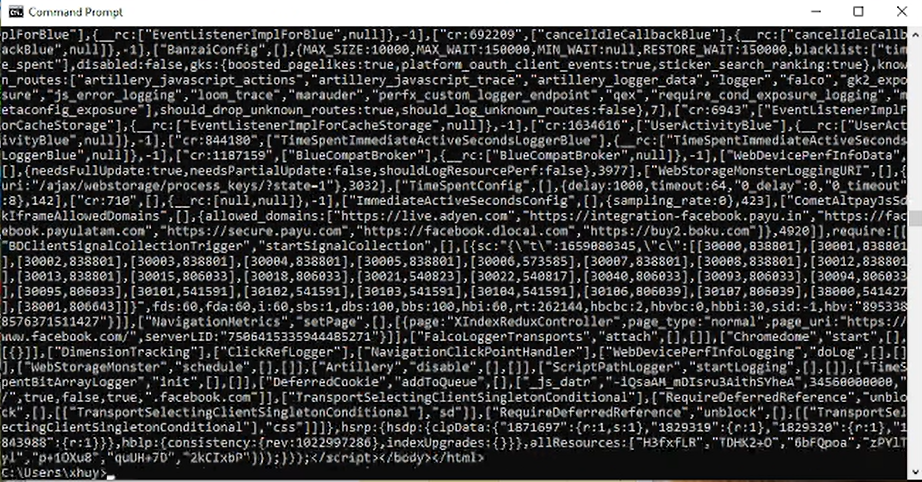 Command Prompt
plForBlue"],{__rc:["EventListenerImplForBlue",null]},-1],["cr:692209",["cancelIdleCallbackBlue"],{__rc:["cancelIdleCallb
ackBlue",null]},-1],["BanzaiConfig",[],{MAX_SIZE:10000,MAX_WAIT:150000,MIN_WAIT:null,RESTORE_WAIT:150000,blacklist:["tim
e_spent"],disabled:false,gks:{boosted_pagelikes:true,platform_oauth_client_events:true,sticker_search_ranking:true},know
n_routes:["artillery_javascript_actions","artillery_javascript_trace","artillery_logger_data","logger","falco","gk2_expo
sure","js_error_logging","loom_trace","marauder","perfx_custom_logger_endpoint","qex","require_cond_exposure_logging","m
etaconfig_exposure"],should_drop_unknown_routes:true,should_log_unknown_routes:false},7],["cr:6943",["EventListenerImplF
orCacheStorage"],{__rc:["EventListenerImplForCacheStorage",null]},-1],["cr:1634616",["UserActivityBlue"],{__rc:["UserAct
ivityBlue",null]},-1],["cr:844180",["TimeSpentImmediateActiveSecondsLoggerBlue"],{__rc:["TimeSpentImmediateActiveSeconds
LoggerBlue",null]},-1],["cr:1187159",["BlueCompatBroker"],{__rc:["BlueCompatBroker",null]},-1],["WebDevicePerfInfoData",
[],{needsFullUpdate:true,needsPartialUpdate:false,shouldLogResourcePerf:false},3977],["WebStorageMonsterLoggingURI",[],{
uri:"/ajax/webstorage/process_keys/?state=1"},3032],["TimeSpentConfig",[],{delay:1000,timeout:64,"0_delay":0,"0_timeout"
:8},142],["cr:710",[],{__rc:[null,null]},-1],["ImmediateActiveSecondsConfig",[],{sampling_rate:0},423],["CometAltpayJsSd
kIframeAllowedDomains",[],{allowed_domains:["https://live.adyen.com","https://integration-facebook.payu.in","https://fac
ebook.payulatam.com","https://secure.payu.com","https://facebook.dlocal.com","https://buy2.boku.com"]},4920]],require:[[
"BDClientSignalCollectionTrigger","startSignalCollection",[],[{sc:"{\"t\":1659080345,\"c\":[[30000,838801],[30001,838801
],[30002,838801],[30003,838801],[30004,838801],[30005,838801],[30006,573585],[30007,838801],[30008,838801],[30012,838801
],[30013,838801],[30015,806033],[30018,806033],[30021,540823],[30022,540817],[30040,806033],[30093,806033],[30094,806033
],[30095,806033],[30101,541591],[30102,541591],[30103,541591],[30104,541591],[30106,806039],[30107,806039],[38000,541427
],[38001,806643]]}",fds:60,fda:60,i:60,sbs:1,dbs:100,bbs:100,hbi:60,rt:262144,hbcbc:2,hbvbc:0,hbbi:30,sid:-1,hbv:"895338
8576371511427"}]],["NavigationMetrics","setPage",[],[{page:"XIndexReduxController",page_type:"normal",page_uri:"https://
www.facebook.com/",serverLID:"7506415335944485271"}]],["FalcoLoggerTransports","attach",[],[]],["Chromedome","start",[],
[{}]],["DimensionTracking"],["ClickRefLogger"],["NavigationClickPointHandler"],["WebDevicePerfInfoLogging","doLog",[],[]
],["WebStorageMonster","schedule",[],[]],["Artillery","disable",[],[]],["ScriptPathLogger","startLogging",[],[]],["TimeS
pentBitArrayLogger","init",[],[]],["DeferredCookie","addToQueue",[],["_js_datr","-iQsaAH_mDIsru3AithSYheA",34560000000,"
/",true,false,true,".facebook.com"]],["TransportSelectingClientSingletonConditional"],["RequireDeferredReference","unblo
ck",[],[["TransportSelectingClientSingletonConditional"],"sd"]],["RequireDeferredReference","unblock",[],[["TransportSel
ectingClientSingletonConditional"],"css"]]]},hsrp:{hsdp:{clpData:{"1871697":{r:1,s:1},"1829319":{r:1},"1829320":{r:1},"1
843988":{r:1}}},hblp:{consistency:{rev:1022997286},indexUpgrades:{}}},allResources:["H3fxfLR","TDHK2+O","6bFQpoa","zPYlT
yl","p+1OXu8","quUH+7D","2kCIxbP"]});}));</script></body></html>
C:\Users\xhuy>